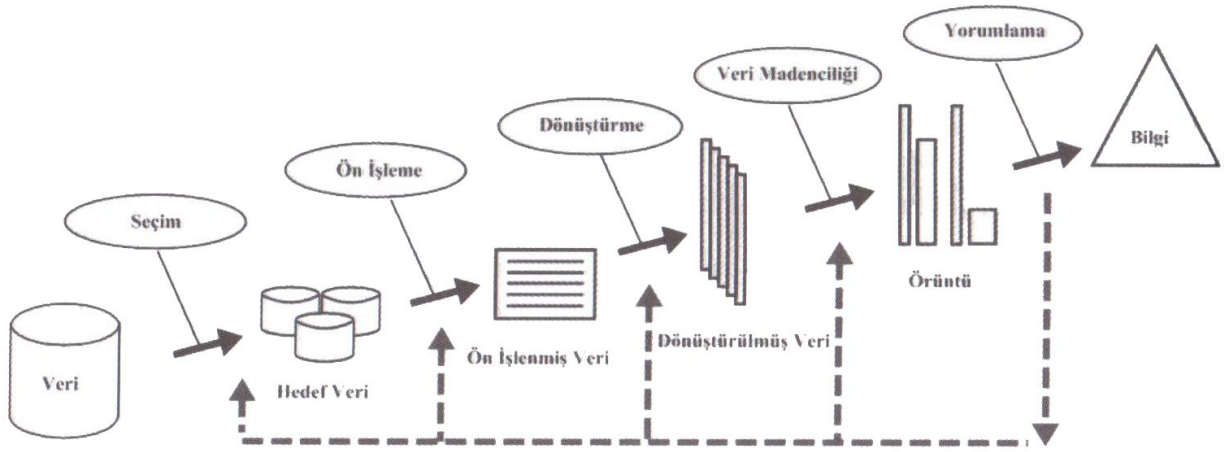 Yorumlama
Veri Madenciliği
Dönüştürme
Ön İşleme
Seçim
Bilgi
Örüntü
Dönüştürülmüş Veri
Ön İşlenmiş Veri
Hedef Veri
Veri